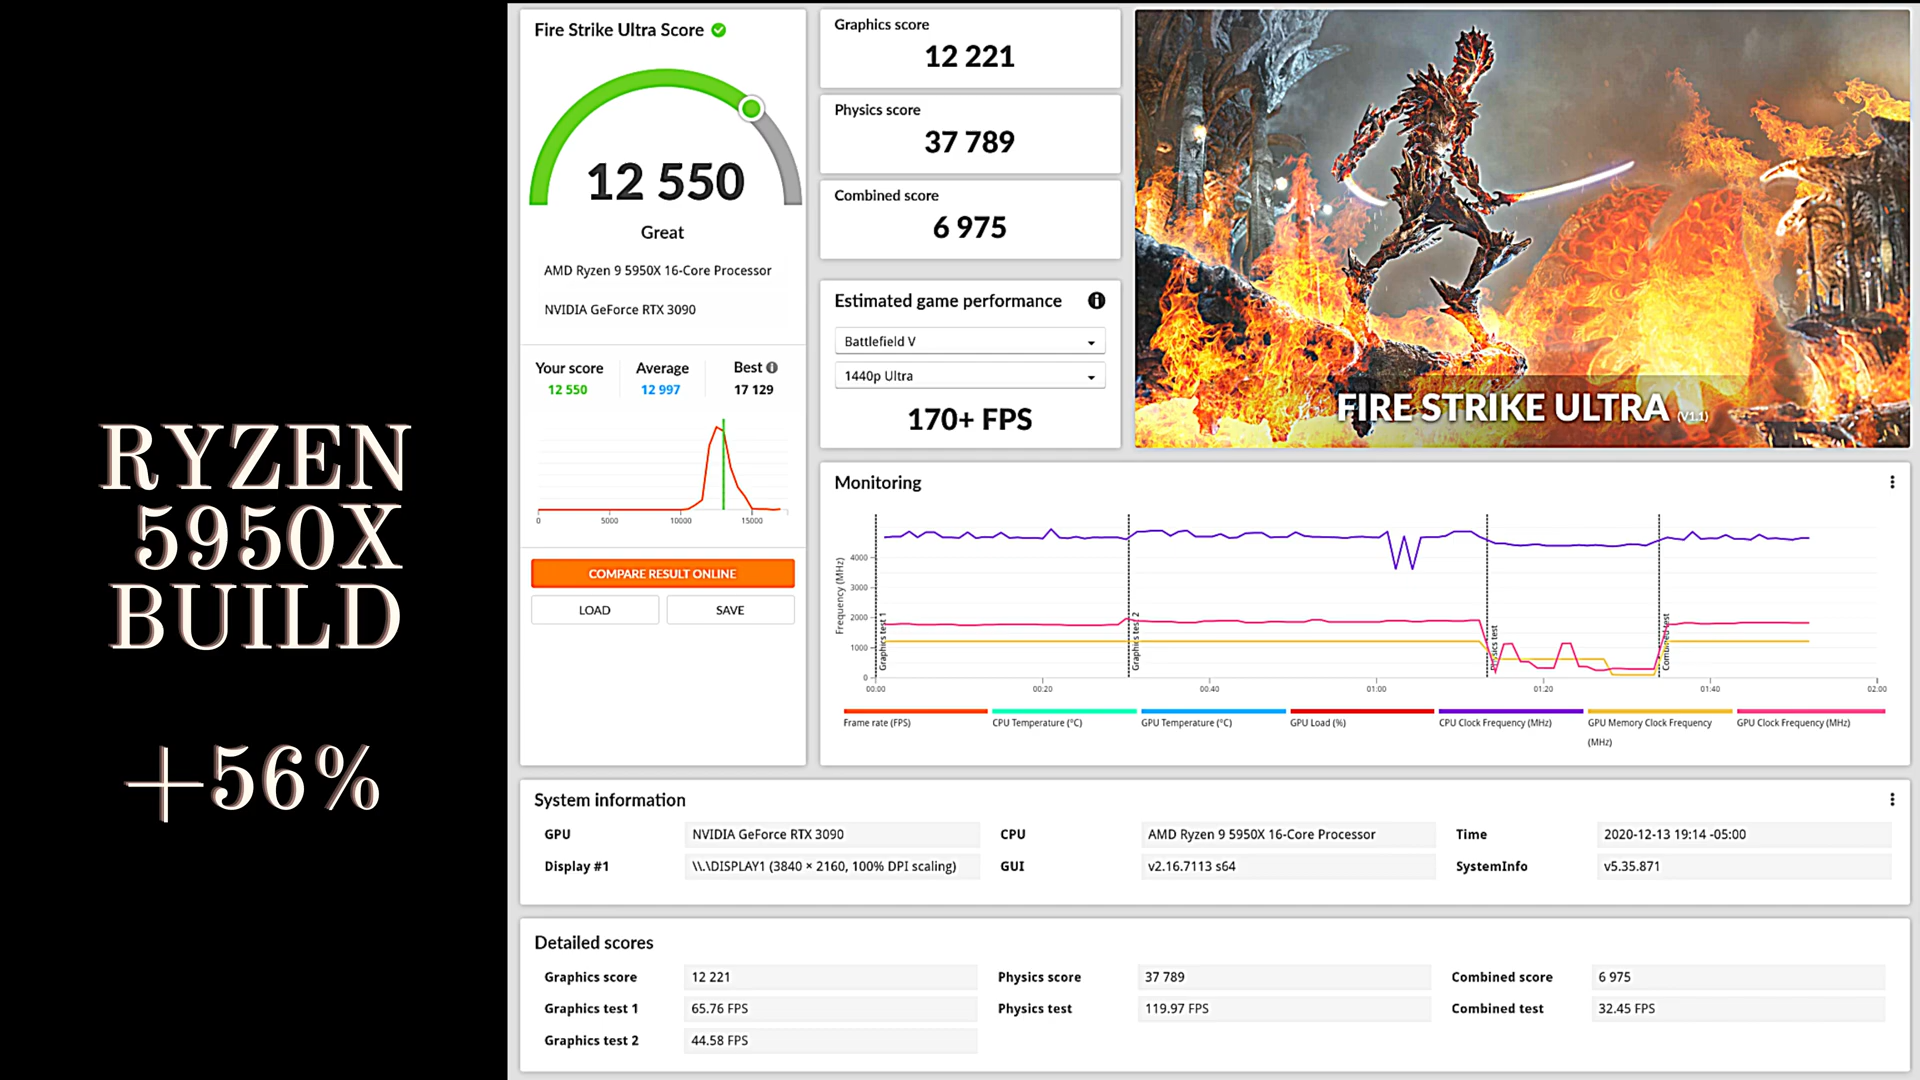 RYZEN
5950X
BUILD
+56%
Fire Strike Ultra Score
12 550
Great
AMD Ryzen 9 5950X 16-Core Processor
NVIDIA GeForce RTX 3090
Your score Average Best
12 550 12 997 17 129
0 5000 10000 15000
COMPARE RESULT ONLINE
LOAD SAVE
Graphics score
12 221
Physics score
37 789
Combined score
6 975
Estimated game performance
Battlefield V
1440p Ultra
170+ FPS
FIRE STRIKE ULTRA (V1.1)
Monitoring
Frequency (MHz)
4000
3000
2000
1000
0
Graphics test 1
Graphics test 2
00:00 00:20 00:40 01:00 01:20 01:40 02:00
Frame rate (FPS) CPU Temperature (°C) GPU Temperature (°C) GPU Load (%) CPU Clock Frequency (MHz) GPU Memory Clock Frequency (MHz) GPU Clock Frequency (MHz)
System information
GPU NVIDIA GeForce RTX 3090 CPU AMD Ryzen 9 5950X 16-Core Processor Time 2020-12-13 19:14 -05:00
Display #1 \\.\DISPLAY1 (3840 × 2160, 100% DPI scaling) GUI v2.16.7113 s64 SystemInfo v5.35.871
Detailed scores
Graphics score 12 221 Physics score 37 789 Combined score 6 975
Graphics test 1 65.76 FPS Physics test 119.97 FPS Combined test 32.45 FPS
Graphics test 2 44.58 FPS